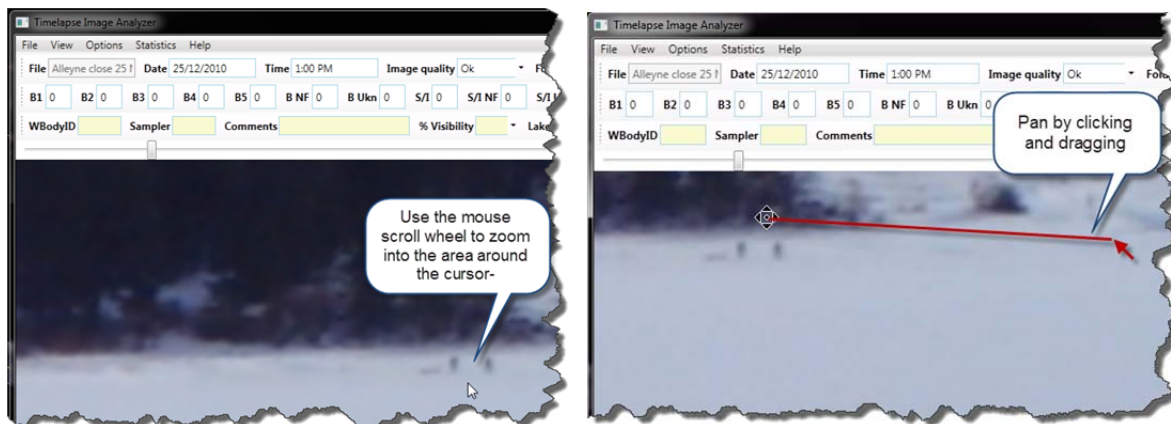 Timelapse Image Analyzer
File View Options Statistics Help
File Alleyne close 25 Date 25/12/2010 Time 1:00 PM Image quality Ok
B1 0 B2 0 B3 0 B4 0 B5 0 B NF 0 B Ukn 0 S/I 0 S/I NF 0 S/I
WBodyID Sampler Comments % Visibility Lake
Use the mouse
scroll wheel to zoom
into the area around
the cursor-
Timelapse Image Analyzer
File View Options Statistics Help
File Alleyne close 25 Date 25/12/2010 Time 1:00 PM Image quality Ok
B1 0 B2 0 B3 0 B4 0 B5 0 B NF 0 B Ukn 0
WBodyID Sampler Comments
Pan by clicking
and dragging